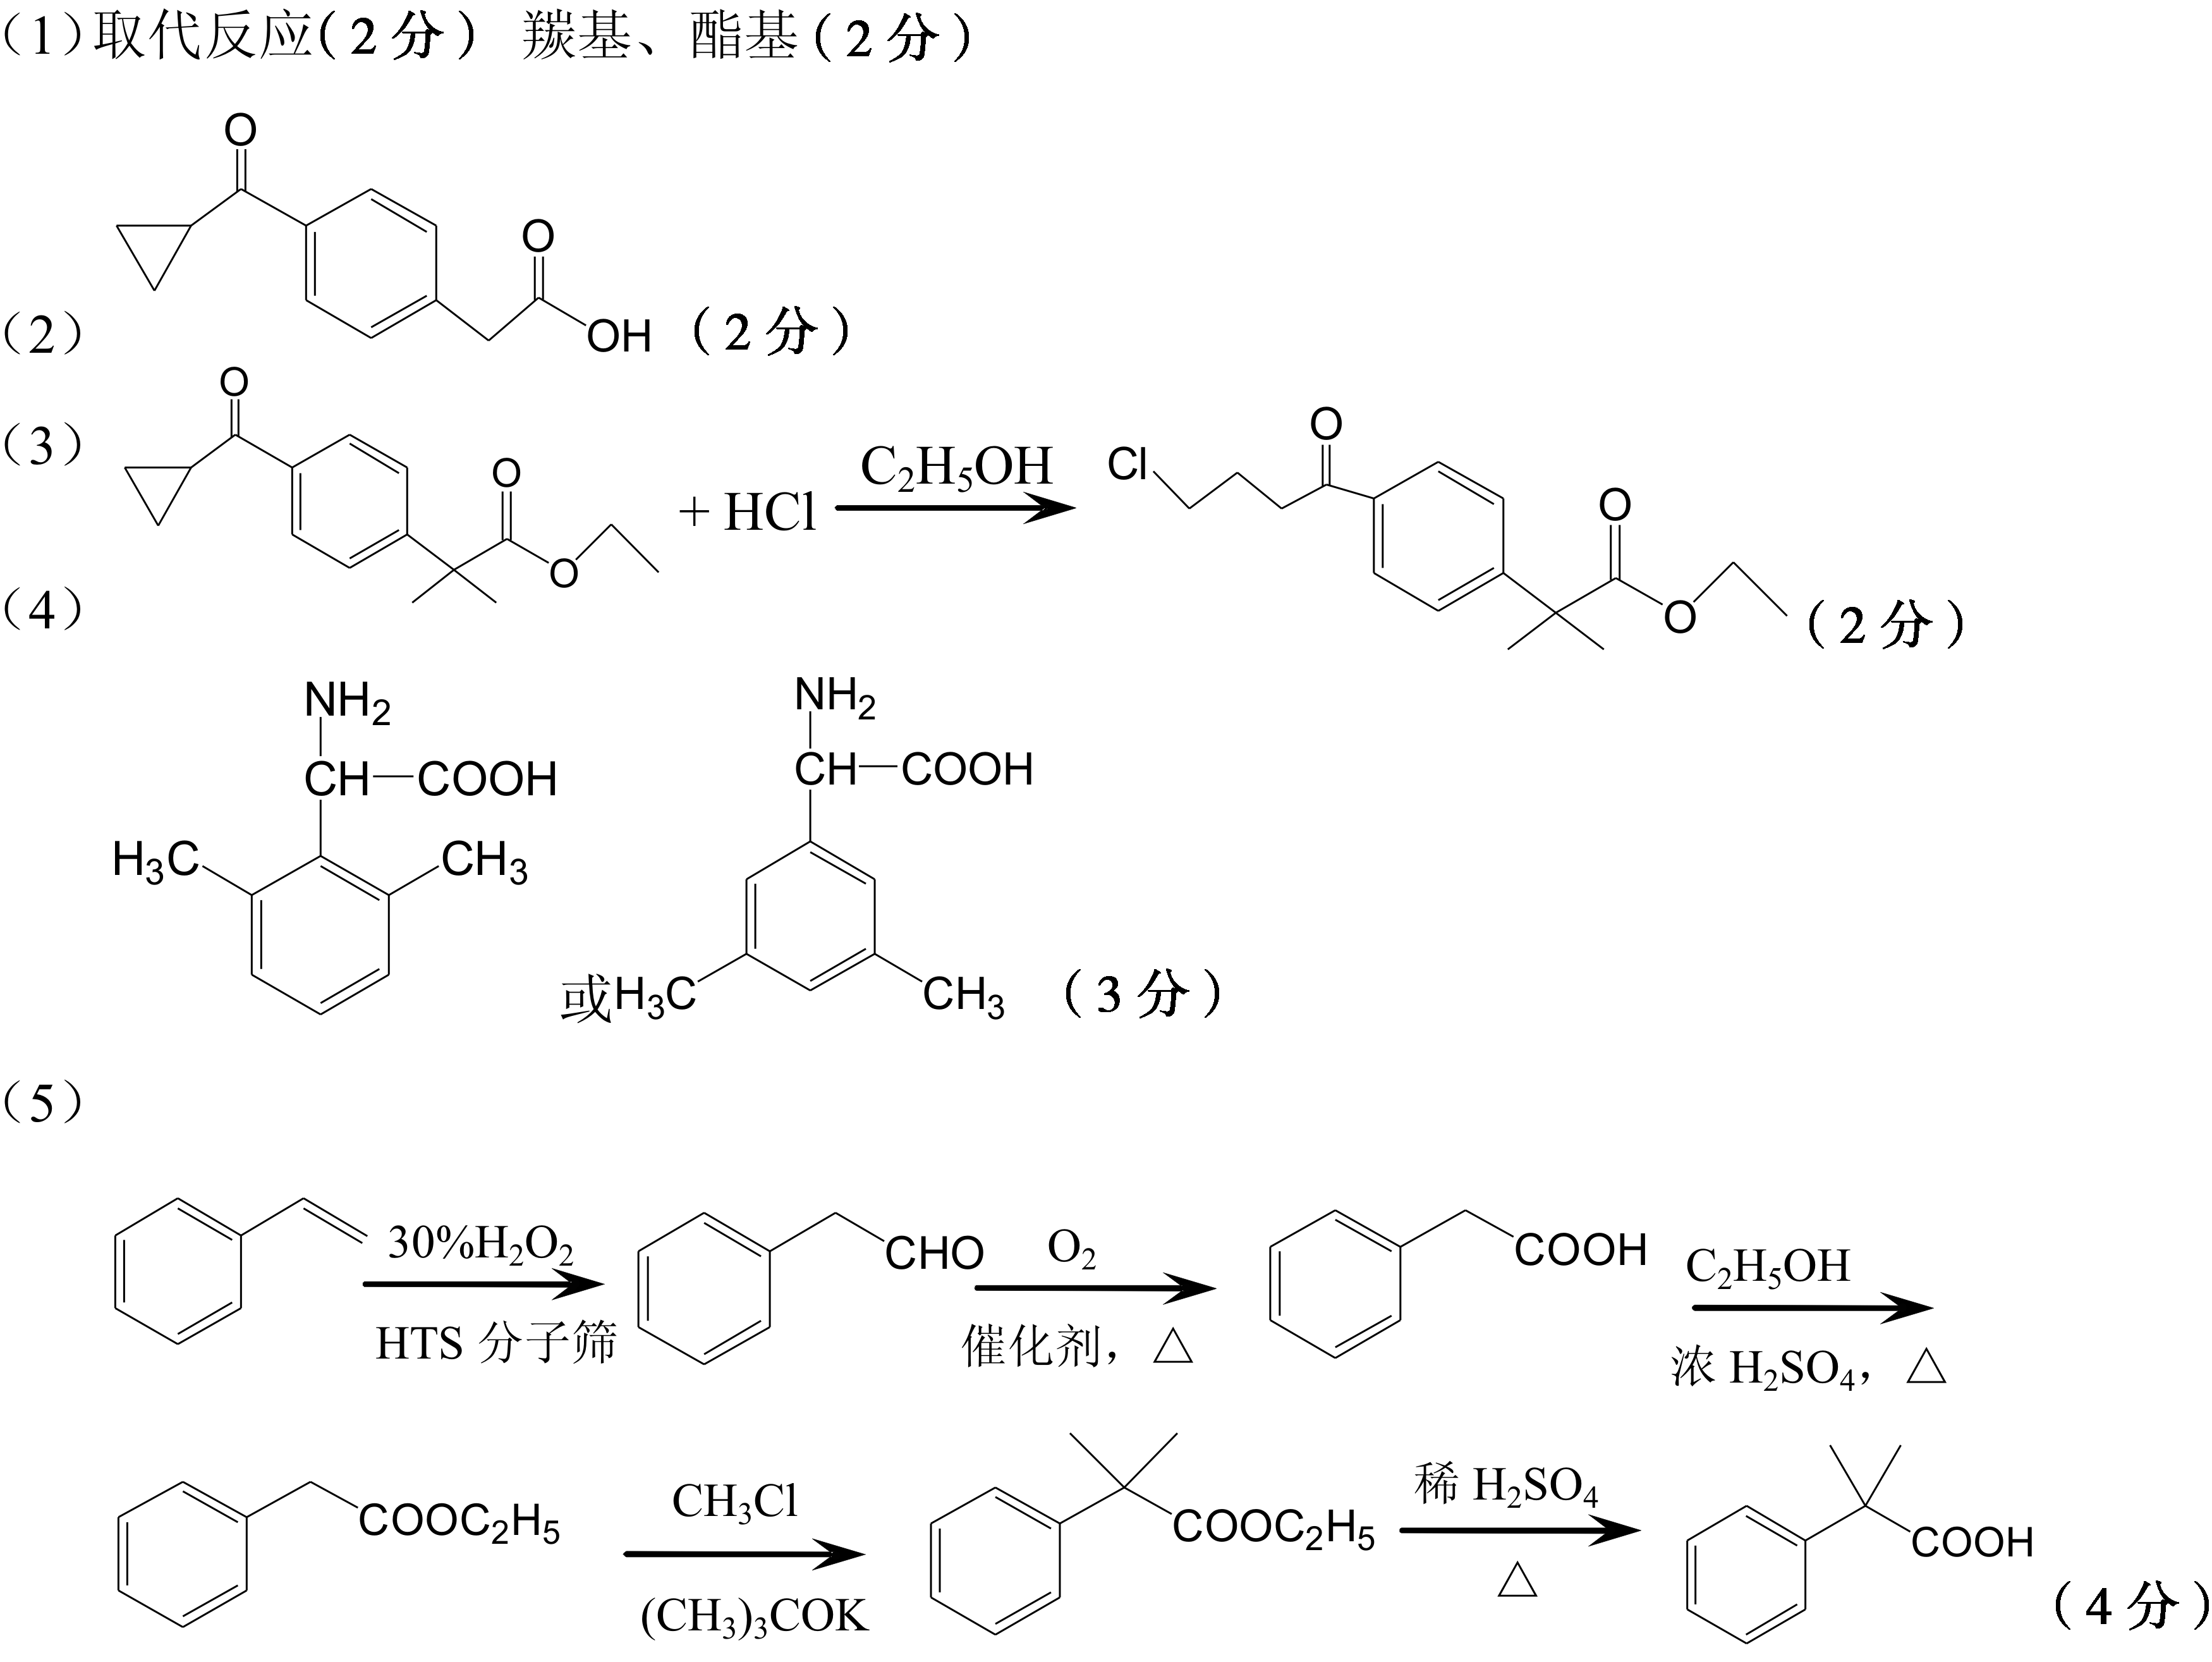 （1）取代反应（2分） 羰基、酯基（2分）
O
O
（2） OH （2分）
（3） O O O + HCl C₂H₅OH Cl O O O （2分）
（4）
NH₂ NH₂
CH—COOH CH—COOH
H₃C CH₃
或H₃C CH₃ （3分）
（5）
30%H₂O₂ CHO O₂ COOH C₂H₅OH
HTS 分子筛 催化剂，△ 浓 H₂SO₄，△
COOC₂H₅ CH₃Cl COOC₂H₅ 稀 H₂SO₄ COOH
(CH₃)₃COK △ （4分）